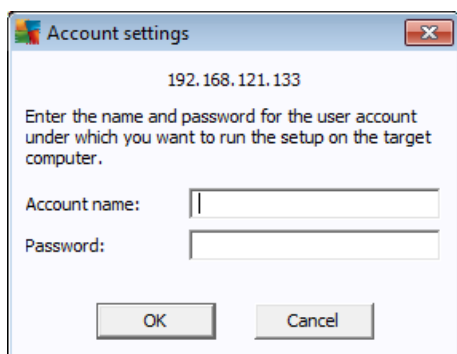 Account settings
192.168.121.133
Enter the name and password for the user account
under which you want to run the setup on the target
computer.
Account name:
Password:
OK Cancel